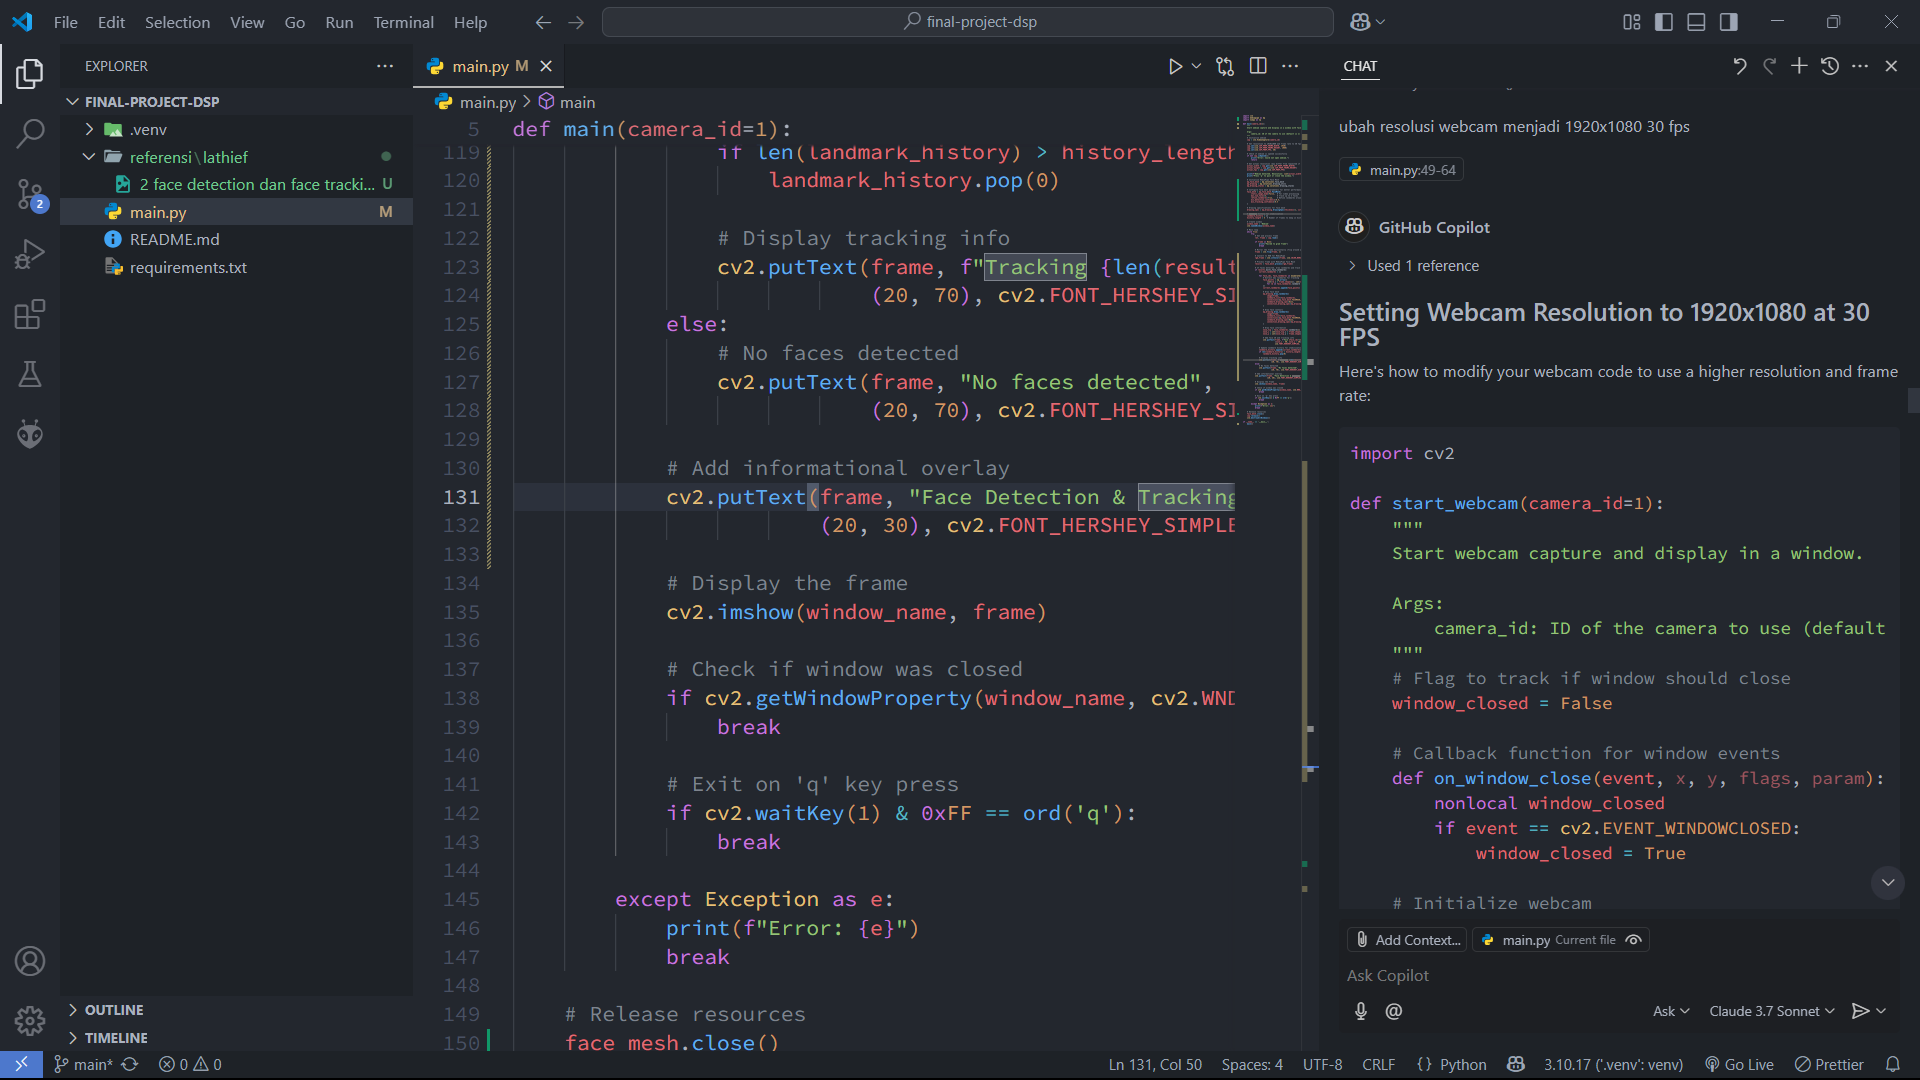 File Edit Selection View Go Run Terminal Help
final-project-dsp
EXPLORER
FINAL-PROJECT-DSP
.venv
referensi\lathief
2 face detection dan face tracki... U
main.py M
README.md
requirements.txt
OUTLINE
TIMELINE
2
main.py M
main.py > main
5 def main(camera_id=1):
119 if len(landmark_history) > history_length
120 landmark_history.pop(0)
121
122 # Display tracking info
123 cv2.putText(frame, f"Tracking {len(result
124 (20, 70), cv2.FONT_HERSHEY_SI
125 else:
126 # No faces detected
127 cv2.putText(frame, "No faces detected",
128 (20, 70), cv2.FONT_HERSHEY_SI
129
130 # Add informational overlay
131 cv2.putText(frame, "Face Detection & Tracking
132 (20, 30), cv2.FONT_HERSHEY_SIMPLE
133
134 # Display the frame
135 cv2.imshow(window_name, frame)
136
137 # Check if window was closed
138 if cv2.getWindowProperty(window_name, cv2.WND
139 break
140
141 # Exit on 'q' key press
142 if cv2.waitKey(1) & 0xFF == ord('q'):
143 break
144
145 except Exception as e:
146 print(f"Error: {e}")
147 break
148
149 # Release resources
150 face_mesh.close()
CHAT
ubah resolusi webcam menjadi 1920x1080 30 fps
main.py:49-64
GitHub Copilot
Used 1 reference
Setting Webcam Resolution to 1920x1080 at 30
FPS
Here's how to modify your webcam code to use a higher resolution and frame
rate:
import cv2
def start_webcam(camera_id=1):
"""
Start webcam capture and display in a window.
Args:
camera_id: ID of the camera to use (default
"""
# Flag to track if window should close
window_closed = False
# Callback function for window events
def on_window_close(event, x, y, flags, param):
nonlocal window_closed
if event == cv2.EVENT_WINDOWCLOSED:
window_closed = True
# Initialize webcam
Add Context... main.py Current file
Ask Copilot
@ Ask Claude 3.7 Sonnet
main* 0 0 Ln 131, Col 50 Spaces: 4 UTF-8 CRLF {} Python 3.10.17 ('.venv': venv) Go Live Prettier